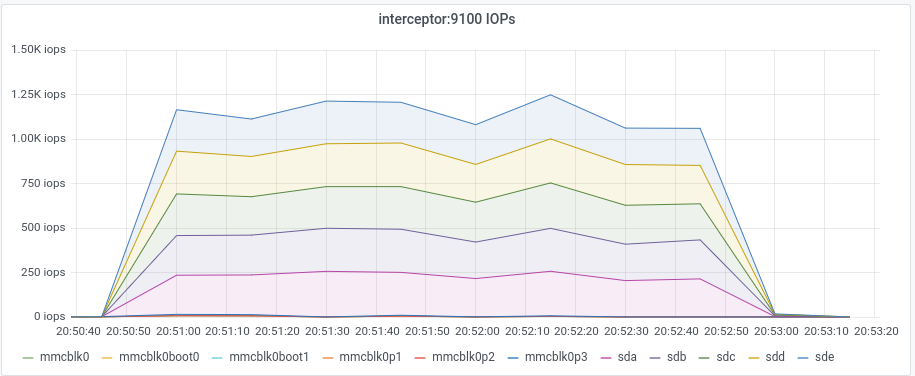 interceptor:9100 IOPs
1.50K iops
1.25K iops
1.00K iops
750 iops
500 iops
250 iops
0 iops
20:50:40 20:50:50 20:51:00 20:51:10 20:51:20 20:51:30 20:51:40 20:51:50 20:52:00 20:52:10 20:52:20 20:52:30 20:52:40 20:52:50 20:53:00 20:53:10 20:53:20
mmcblk0 mmcblk0boot0 mmcblk0boot1 mmcblk0p1 mmcblk0p2 mmcblk0p3 sda sdb sdc sdd sde